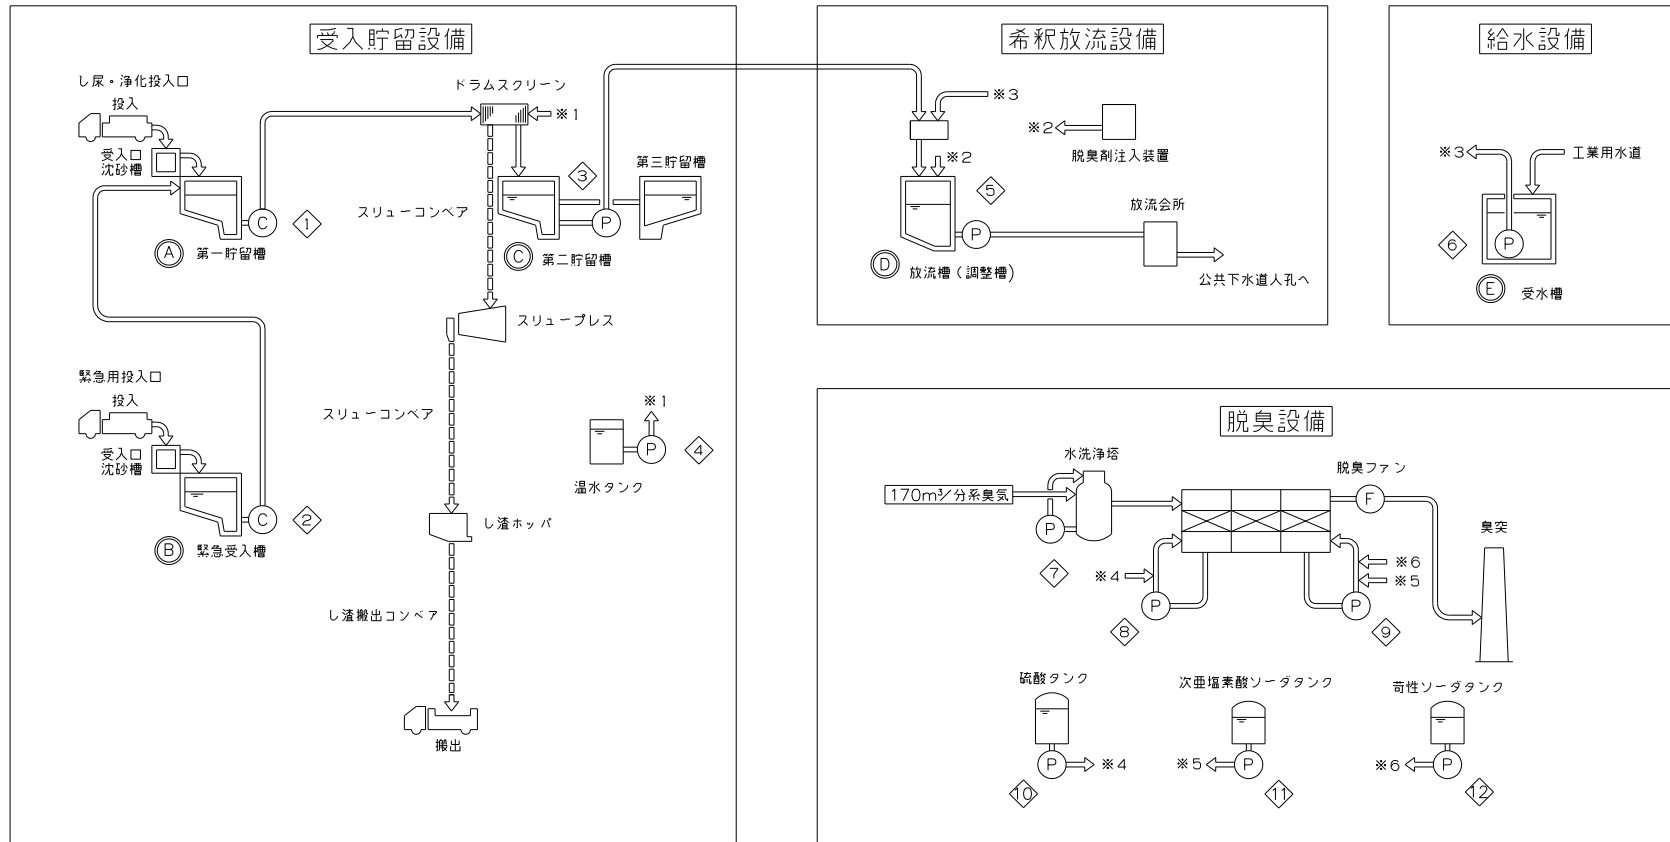 受入貯留設備
し尿・浄化投入口
投入
受入口
沈砂槽
C
1
A
第一貯留槽
ドラムスクリーン
※1
スリューコンベア
3
第三貯留槽
P
C
第二貯留槽
スリュープレス
緊急用投入口
投入
受入口
沈砂槽
C
2
B
緊急受入槽
スリューコンベア
※1
P
4
温水タンク
し渣ホッパ
し渣搬出コンベア
搬出
希釈放流設備
※3
※2
脱臭剤注入装置
※2
5
P
D
放流槽(調整槽)
放流会所
公共下水道人孔へ
給水設備
※3
工業用水道
6
P
E
受水槽
脱臭設備
水洗浄塔
170m³/分系臭気
P
7
脱臭ファン
F
臭突
※4
P
8
※6
※5
P
9
硫酸タンク
P
※4
10
次亜塩素酸ソーダタンク
※5
P
11
苛性ソーダタンク
※6
P
12